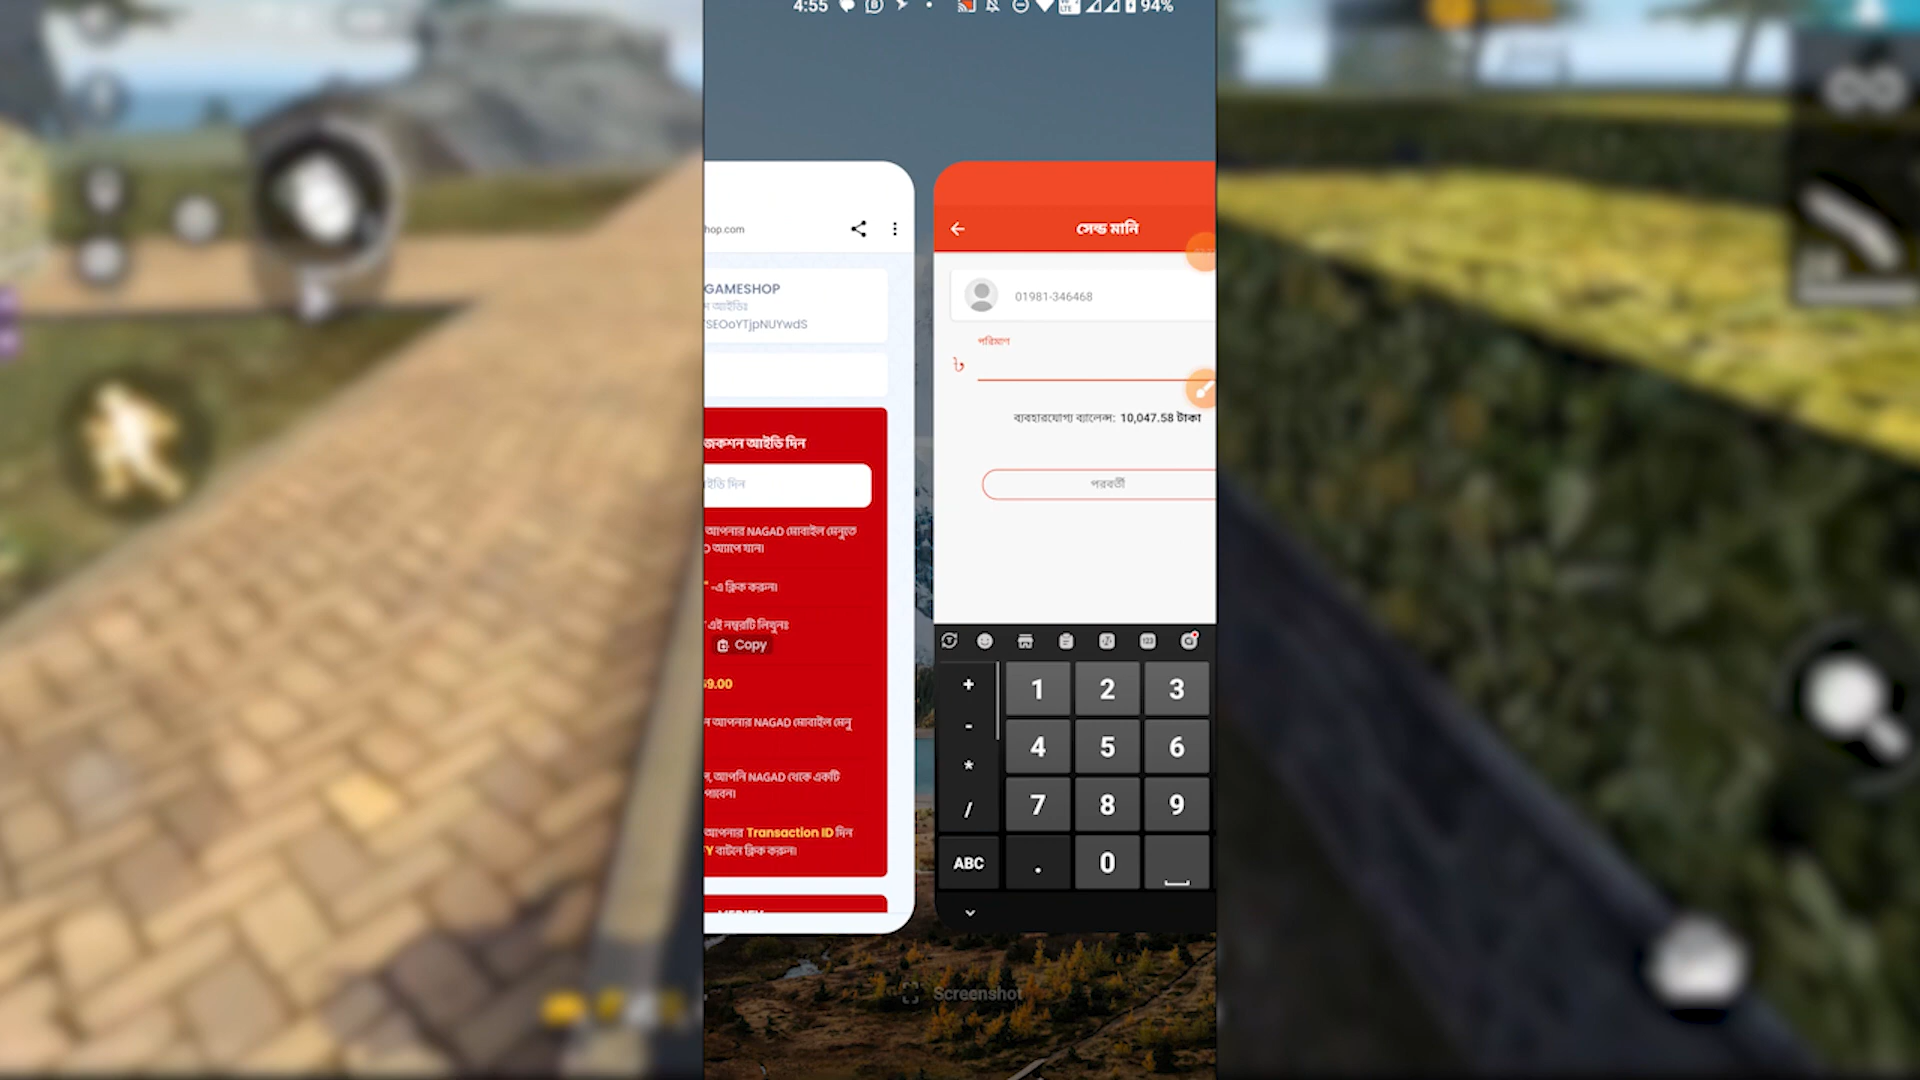 4:55
94%
hop.com
GAMESHOP
ন আইডিঃ
SEOoYTjpNUYwdS
জকশন আইডি দিন
ইডি দিন
আপনার NAGAD মোবাইল মেনুতে
অ্যাপে যান।
-এ ক্লিক করুন।
এই নম্বরটি লিখুনঃ
Copy
9.00
ন আপনার NAGAD মোবাইল মেনু
, আপনি NAGAD থেকে একটি
পাবেন।
আপনার Transaction ID দিন
Y বাটনে ক্লিক করুন।
সেন্ড মানি
01981-346468
পরিমাণ
৳
ব্যবহারযোগ্য ব্যালেন্স: 10,047.58 টাকা
পরবর্তী
+ 1 2 3
-
4 5 6
*
/ 7 8 9
ABC . 0
Screenshot